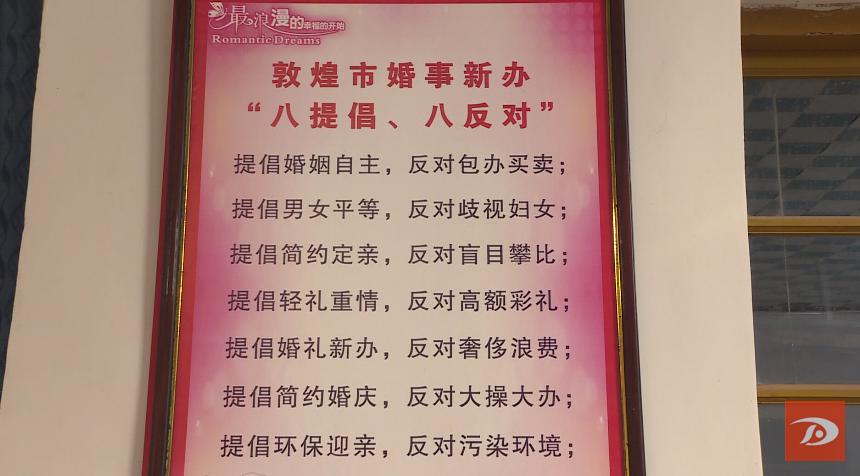 最浪漫的幸福的开始
Romantic Dreams
敦煌市婚事新办
“八提倡、八反对”
提倡婚姻自主，反对包办买卖；
提倡男女平等，反对歧视妇女；
提倡简约定亲，反对盲目攀比；
提倡轻礼重情，反对高额彩礼；
提倡婚礼新办，反对奢侈浪费；
提倡简约婚庆，反对大操大办；
提倡环保迎亲，反对污染环境；